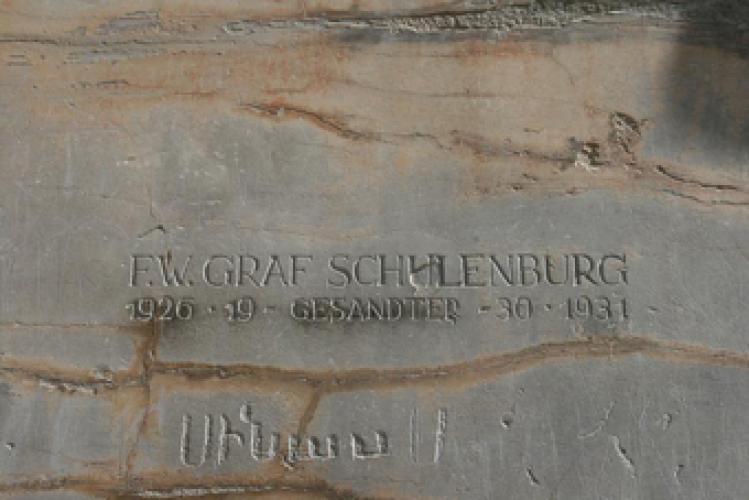 F.W. GRAF SCHULENBURG
1926 · 19 - GESANDTER - 30 · 1931